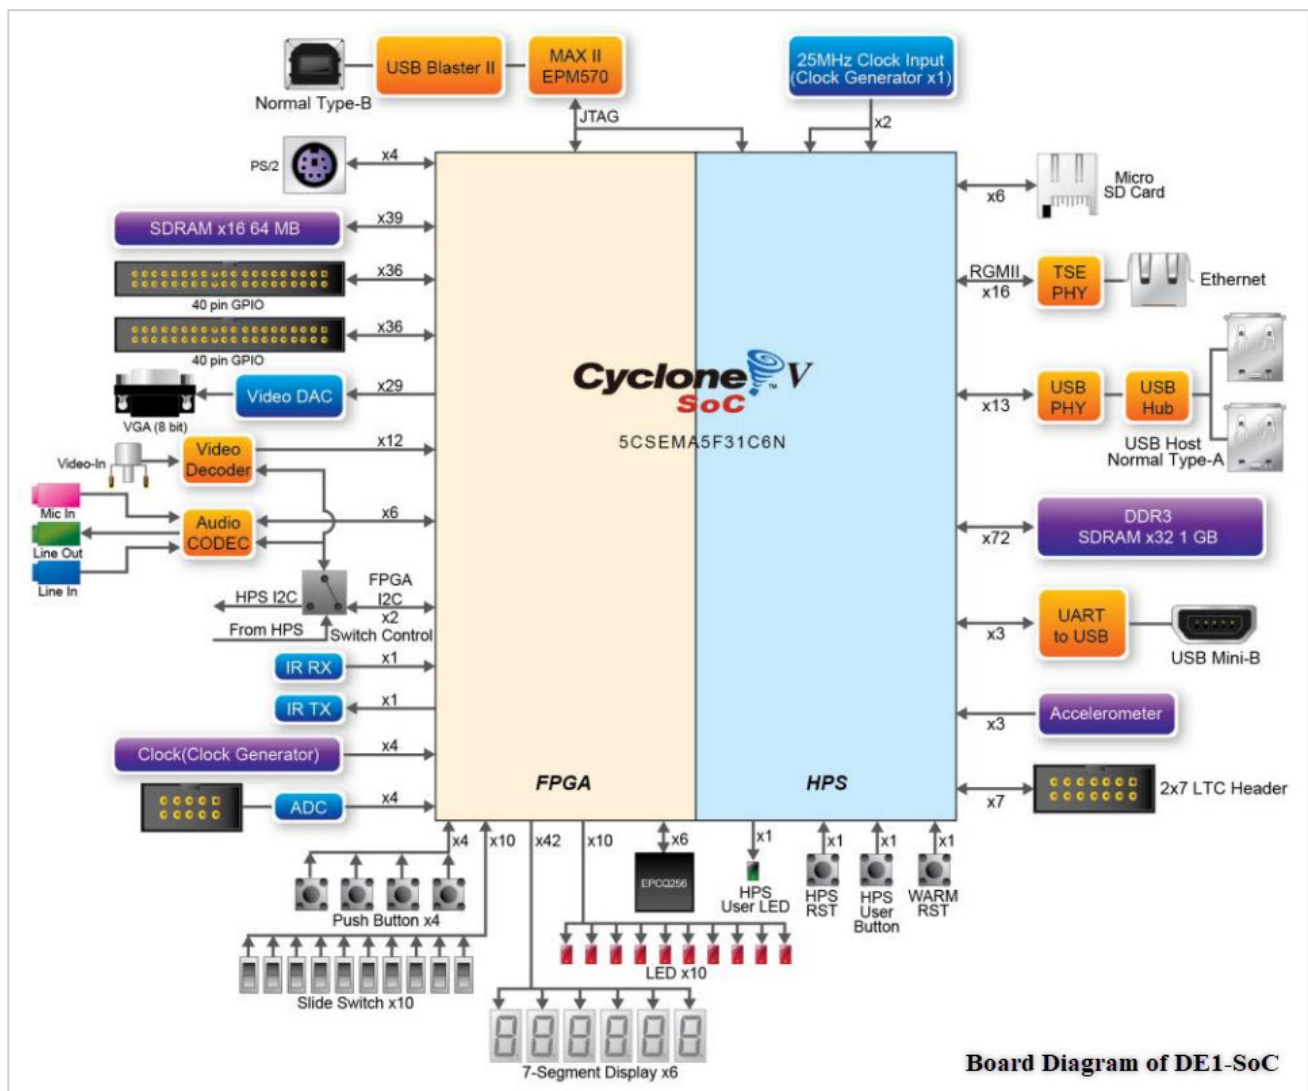 25MHz Clock Input
(Clock Generator x1)
MAX II
EPM570
USB Blaster II
Normal Type-B
JTAG
x2
PS/2
x4
SDRAM x16 64 MB
x39
x36
40 pin GPIO
x36
40 pin GPIO
Video DAC
x29
VGA (8 bit)
Video-In
Video
Decoder
x12
Mic In
Audio
CODEC
x6
Line Out
Line In
HPS I2C
FPGA
I2C
x2
From HPS
Switch Control
IR RX
x1
IR TX
x1
Clock(Clock Generator)
x4
ADC
x4
Cyclone V
TM
SoC
5CSEMA5F31C6N
FPGA
HPS
x6
Micro
SD Card
RGMII
x16
TSE
PHY
Ethernet
x13
USB
PHY
USB
Hub
USB Host
Normal Type-A
x72
DDR3
SDRAM x32 1 GB
x3
UART
to USB
USB Mini-B
x3
Accelerometer
x7
2x7 LTC Header
x4
x10
x42
x10
x6
x1
x1
x1
x1
Push Button x4
Slide Switch x10
EPCQ256
HPS
User LED
HPS
RST
HPS
User
Button
WARM
RST
LED x10
7-Segment Display x6
Board Diagram of DE1-SoC